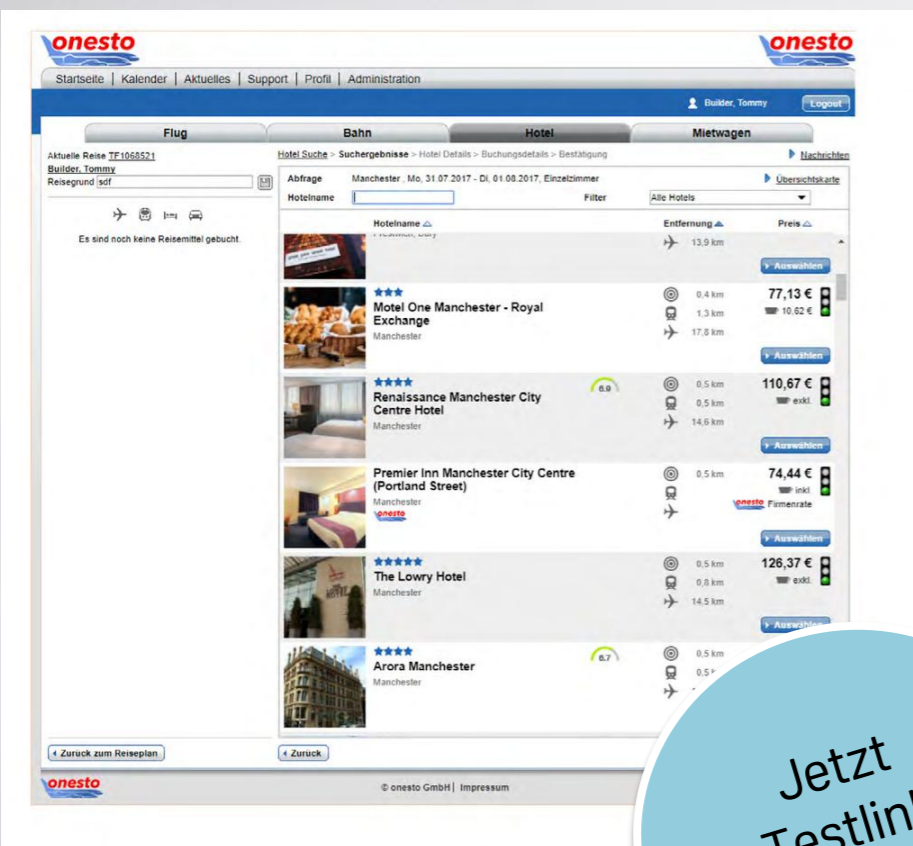 onesto
onesto
Startseite | Kalender | Aktuelles | Support | Profil | Administration
Builder, Tommy
Logout
Flug
Bahn
Hotel
Mietwagen
Aktuelle Reise TF1068521
Builder, Tommy
Reisegrund sdf
Es sind noch keine Reisemittel gebucht.
Hotel Suche > Suchergebnisse > Hotel Details > Buchungsdetails > Bestätigung
Nachrichten
Abfrage Manchester , Mo, 31.07.2017 - Di, 01.08.2017, Einzelzimmer
Übersichtskarte
Hotelname
Filter
Alle Hotels
Hotelname
Entfernung
Preis
13,9 km
Auswählen
Motel One Manchester - Royal
Exchange
Manchester
0,4 km
1,3 km
17,8 km
77,13 €
10,62 €
Auswählen
Renaissance Manchester City
Centre Hotel
Manchester
6.9
0,5 km
0,5 km
14,6 km
110,67 €
exkl.
Auswählen
Premier Inn Manchester City Centre
(Portland Street)
Manchester
onesto
0,5 km
74,44 €
inkl.
onesto Firmenrate
Auswählen
The Lowry Hotel
Manchester
0,5 km
0,8 km
14,5 km
126,37 €
exkl.
Auswählen
Arora Manchester
Manchester
6.7
0,5 km
0,5
Zurück zum Reiseplan
Zurück
onesto
© onesto GmbH | Impressum
Jetzt
Testlin